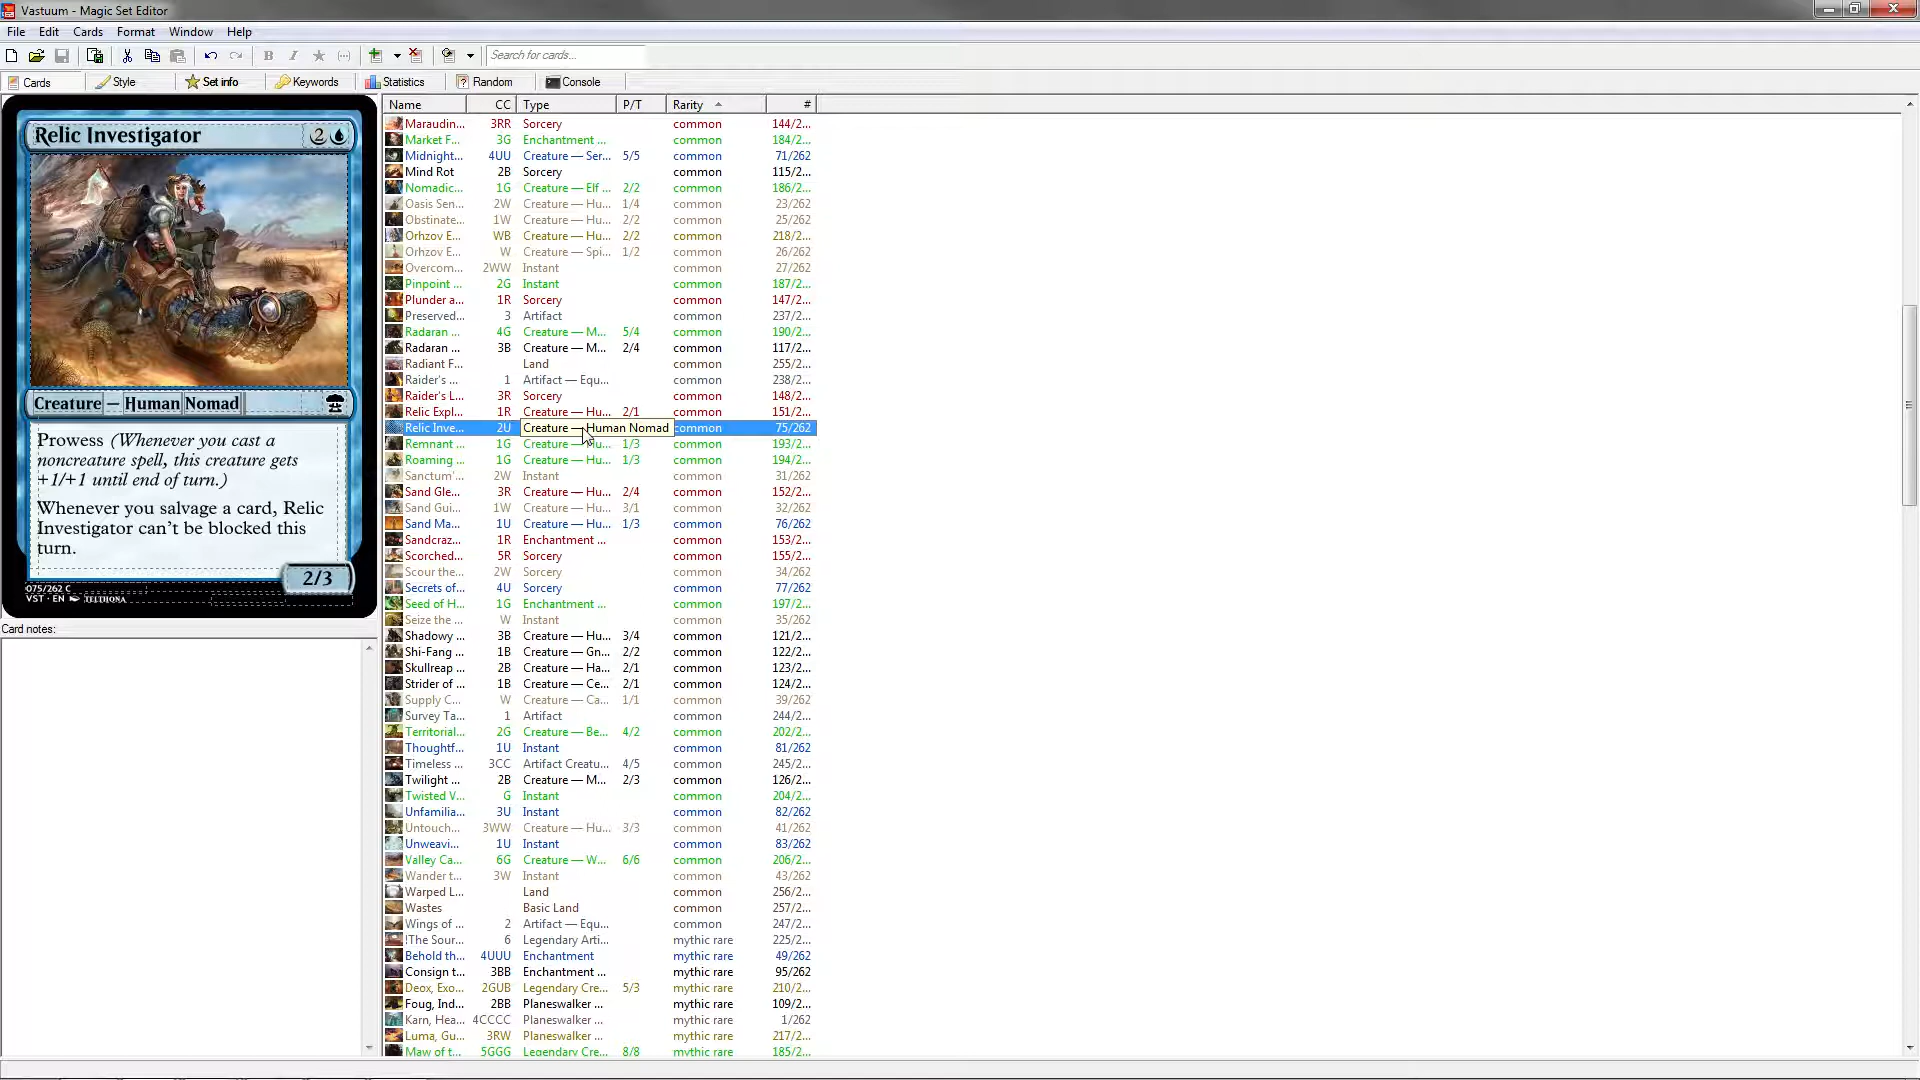 Vastuum - Magic Set Editor
File Edit Cards Format Window Help
Search for cards...
Cards Style Set info Keywords Statistics Random Console
Relic Investigator 2
Creature — Human Nomad
Prowess (Whenever you cast a
noncreature spell, this creature gets
+1/+1 until end of turn.)
Whenever you salvage a card, Relic
Investigator can't be blocked this
turn.
2/3
075/262 C
VST · EN TELTHONA
Card notes:
Name CC Type P/T Rarity #
Maraudin... 3RR Sorcery common 144/2...
Market F... 3G Enchantment ... common 184/2...
Midnight... 4UU Creature — Ser... 5/5 common 71/262
Mind Rot 2B Sorcery common 115/2...
Nomadic... 1G Creature — Elf ... 2/2 common 186/2...
Oasis Sen... 2W Creature — Hu... 1/4 common 23/262
Obstinate... 1W Creature — Hu... 2/2 common 25/262
Orhzov E... WB Creature — Hu... 2/2 common 218/2...
Orhzov E... W Creature — Spi... 1/2 common 26/262
Overcom... 2WW Instant common 27/262
Pinpoint ... 2G Instant common 187/2...
Plunder a... 1R Sorcery common 147/2...
Preserved... 3 Artifact common 237/2...
Radaran ... 4G Creature — M... 5/4 common 190/2...
Radaran ... 3B Creature — M... 2/4 common 117/2...
Radiant F... Land common 255/2...
Raider's ... 1 Artifact — Equ... common 238/2...
Raider's L... 3R Sorcery common 148/2...
Relic Expl... 1R Creature — Hu... 2/1 common 151/2...
Relic Inve... 2U Creature — Human Nomad common 75/262
Remnant ... 1G Creature — Hu... 1/3 common 193/2...
Roaming ... 1G Creature — Hu... 1/3 common 194/2...
Sanctum'... 2W Instant common 31/262
Sand Gle... 3R Creature — Hu... 2/4 common 152/2...
Sand Gui... 1W Creature — Hu... 3/1 common 32/262
Sand Ma... 1U Creature — Hu... 1/3 common 76/262
Sandcraz... 1R Enchantment ... common 153/2...
Scorched... 5R Sorcery common 155/2...
Scour the... 2W Sorcery common 34/262
Secrets of... 4U Sorcery common 77/262
Seed of H... 1G Enchantment ... common 197/2...
Seize the ... W Instant common 35/262
Shadowy ... 3B Creature — Hu... 3/4 common 121/2...
Shi-Fang ... 1B Creature — Gn... 2/2 common 122/2...
Skullreap ... 2B Creature — Ha... 2/1 common 123/2...
Strider of ... 1B Creature — Ce... 2/1 common 124/2...
Supply C... W Creature — Ca... 1/1 common 39/262
Survey Ta... 1 Artifact common 244/2...
Territorial... 2G Creature — Be... 4/2 common 202/2...
Thoughtf... 1U Instant common 81/262
Timeless ... 3CC Artifact Creatu... 4/5 common 245/2...
Twilight ... 2B Creature — M... 2/3 common 126/2...
Twisted V... G Instant common 204/2...
Unfamilia... 3U Instant common 82/262
Untouch... 3WW Creature — Hu... 3/3 common 41/262
Unweavi... 1U Instant common 83/262
Valley Ca... 6G Creature — W... 6/6 common 206/2...
Wander t... 3W Instant common 43/262
Warped L... Land common 256/2...
Wastes Basic Land common 257/2...
Wings of ... 2 Artifact — Equ... common 247/2...
!The Sour... 6 Legendary Arti... mythic rare 225/2...
Behold th... 4UUU Enchantment mythic rare 49/262
Consign t... 3BB Enchantment ... mythic rare 95/262
Deox, Exo... 2GUB Legendary Cre... 5/3 mythic rare 210/2...
Foug, Ind... 2BB Planeswalker ... mythic rare 109/2...
Karn, Hea... 4CCCC Planeswalker ... mythic rare 1/262
Luma, Gu... 3RW Planeswalker ... mythic rare 217/2...
Maw of t... 5GGG Legendary Cre... 8/8 mythic rare 185/2...